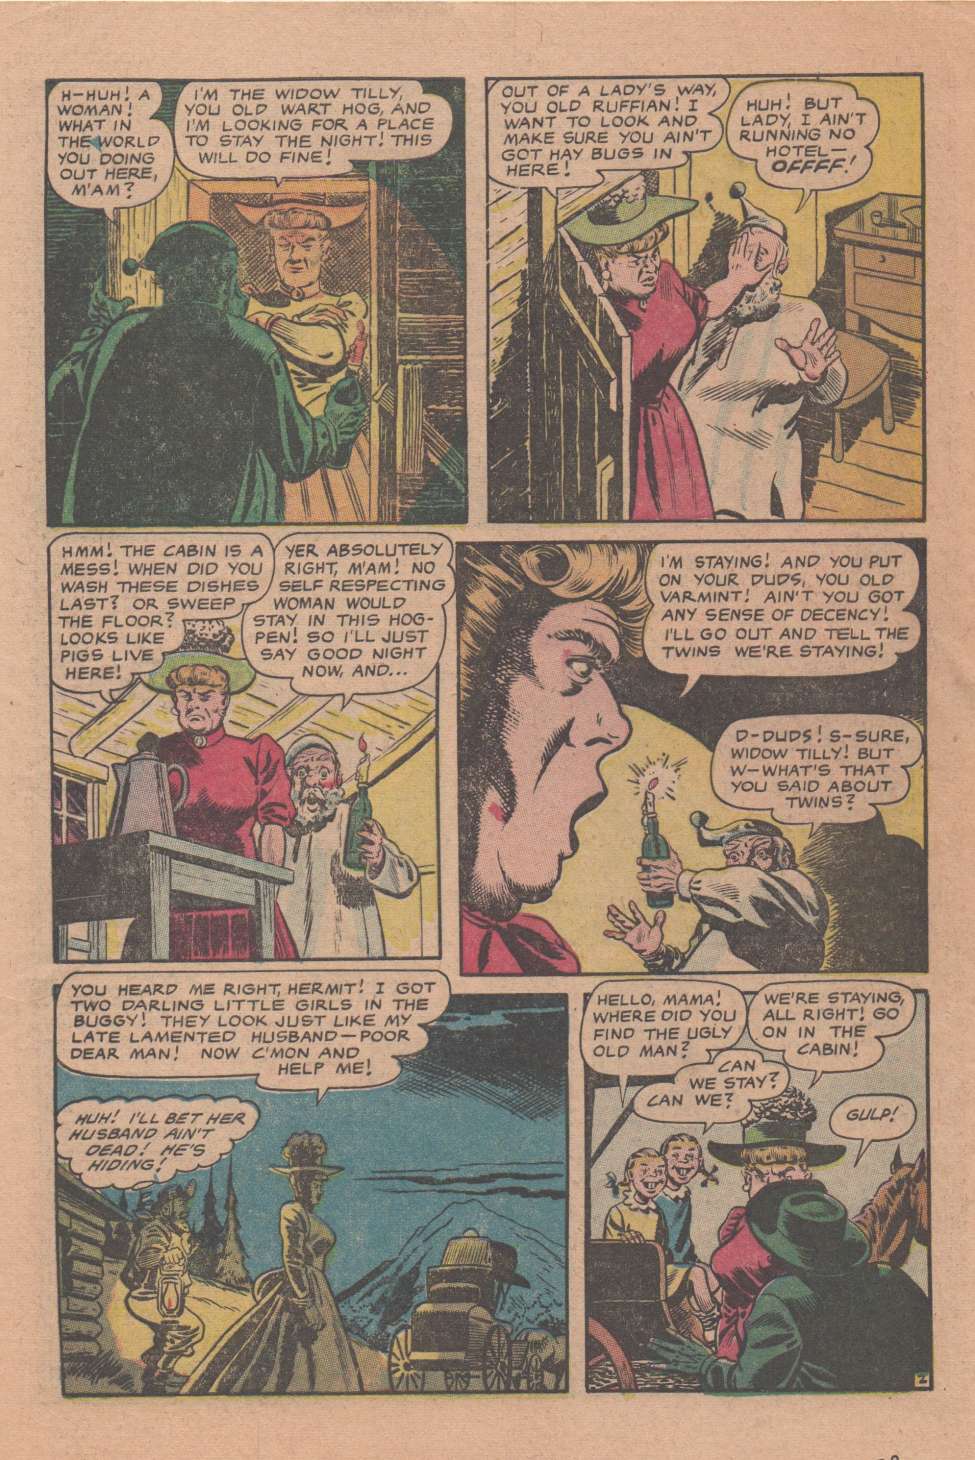 H-HUH! A
WOMAN!
WHAT IN
THE WORLD
YOU DOING
OUT HERE,
M'AM?
I'M THE WIDOW TILLY,
YOU OLD WART HOG, AND
I'M LOOKING FOR A PLACE
TO STAY THE NIGHT! THIS
WILL DO FINE!
OUT OF A LADY'S WAY,
YOU OLD RUFFIAN! I
WANT TO LOOK AND
MAKE SURE YOU AIN'T
GOT HAY BUGS IN
HERE!
HUH! BUT
LADY, I AIN'T
RUNNING NO
HOTEL—
OFFFF!
HMM! THE CABIN IS A
MESS! WHEN DID YOU
WASH THESE DISHES
LAST? OR SWEEP
THE FLOOR?
LOOKS LIKE
PIGS LIVE
HERE!
YER ABSOLUTELY
RIGHT, M'AM! NO
SELF RESPECTING
WOMAN WOULD
STAY IN THIS HOG-
PEN! SO I'LL JUST
SAY GOOD NIGHT
NOW, AND...
I'M STAYING! AND YOU PUT
ON YOUR DUDS, YOU OLD
VARMINT! AIN'T YOU GOT
ANY SENSE OF DECENCY!
I'LL GO OUT AND TELL THE
TWINS WE'RE STAYING!
D-DUDS! S-SURE,
WIDOW TILLY! BUT
W-WHAT'S THAT
YOU SAID ABOUT
TWINS?
YOU HEARD ME RIGHT, HERMIT! I GOT
TWO DARLING LITTLE GIRLS IN THE
BUGGY! THEY LOOK JUST LIKE MY
LATE LAMENTED HUSBAND—POOR
DEAR MAN! NOW C'MON AND
HELP ME!
HUH! I'LL BET HER
HUSBAND AIN'T
DEAD! HE'S
HIDING!
HELLO, MAMA!
WHERE DID YOU
FIND THE UGLY
OLD MAN?
CAN
WE STAY?
CAN WE?
WE'RE STAYING,
ALL RIGHT! GO
ON IN THE
CABIN!
GULP!
2